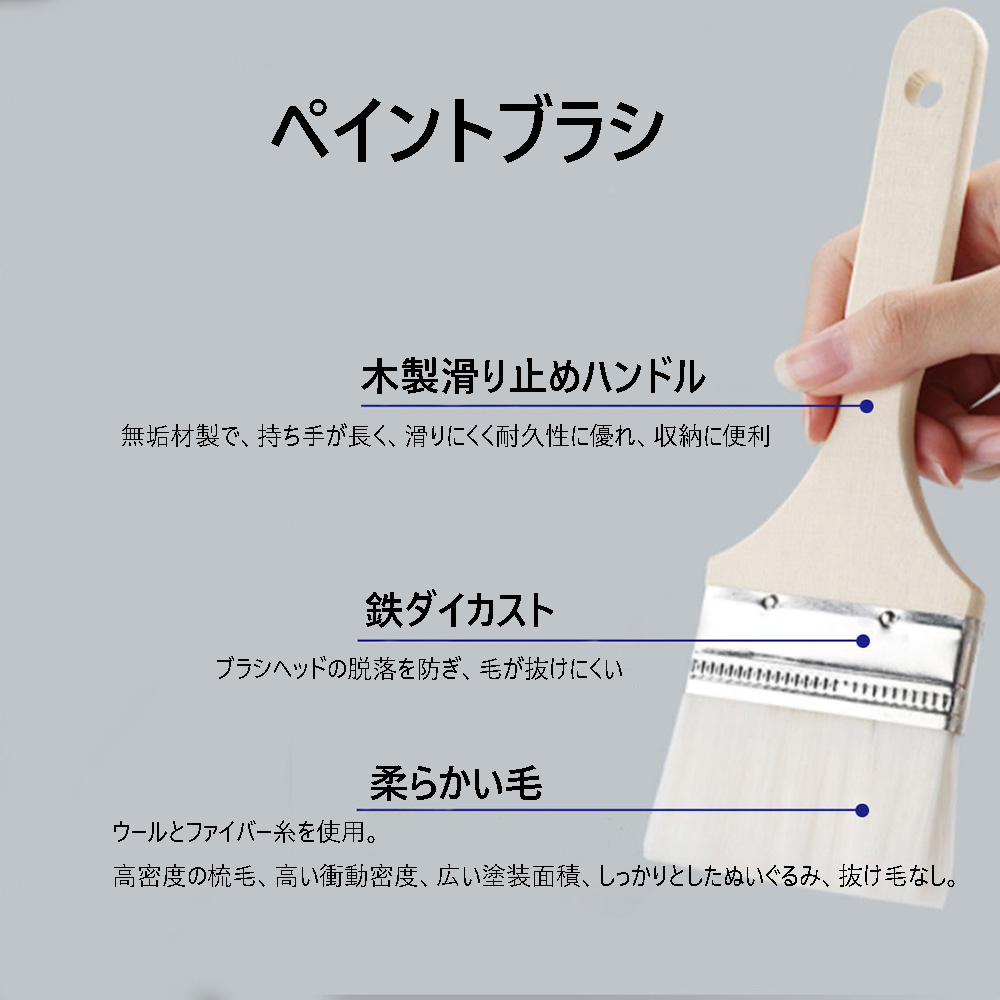 ペイントブラシ
木製滑り止めハンドル
無垢材製で、持ち手が長く、滑りにくく耐久性に優れ、収納に便利
鉄ダイカスト
ブラシヘッドの脱落を防ぎ、毛が抜けにくい
柔らかい毛
ウールとファイバー糸を使用。
高密度の梳毛、高い衝動密度、広い塗装面積、しっかりとしたぬいぐるみ、抜け毛なし。